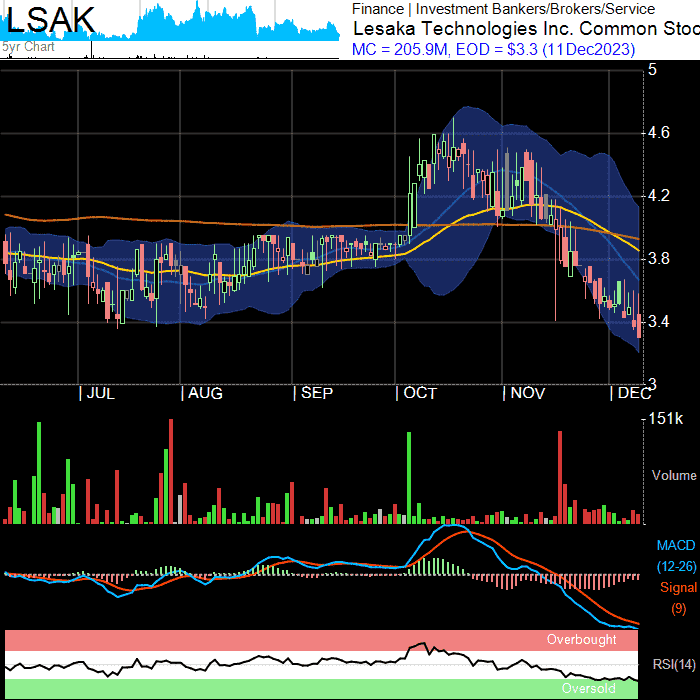 LSAK
5yr Chart
Finance | Investment Bankers/Brokers/Service
Lesaka Technologies Inc. Common Stoc
MC = 205.9M, EOD = $3.3 (11Dec2023)
5
4.6
4.2
3.8
3.4
3
| JUL | AUG | SEP | OCT | NOV | DEC
151k
Volume
MACD
(12-26)
Signal
(9)
Overbought
RSI(14)
Oversold